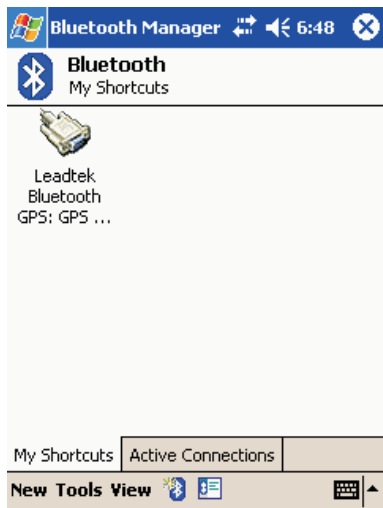 Bluetooth Manager 6:48
Bluetooth
My Shortcuts
Leadtek
Bluetooth
GPS: GPS ...
My Shortcuts Active Connections
New Tools View